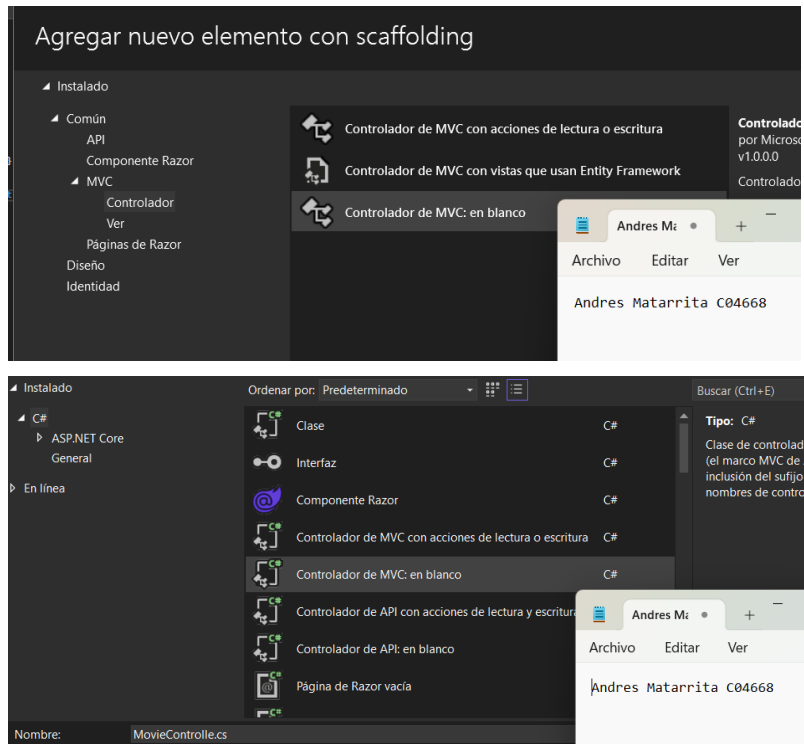 Agregar nuevo elemento con scaffolding
Instalado
Común
API
Componente Razor
MVC
Controlador
Ver
Páginas de Razor
Diseño
Identidad
Controlador de MVC con acciones de lectura o escritura
Controlador de MVC con vistas que usan Entity Framework
Controlador de MVC: en blanco
Controlado
por Microso
v1.0.0.0
Controlado
Andres Ma
Archivo Editar Ver
Andres Matarrita C04668
Instalado
C#
ASP.NET Core
General
En línea
Ordenar por: Predeterminado
Buscar (Ctrl+E)
Clase C#
Interfaz C#
Componente Razor C#
Controlador de MVC con acciones de lectura o escritura C#
Controlador de MVC: en blanco C#
Controlador de API con acciones de lectura y escritura
Controlador de API: en blanco
Página de Razor vacía
Tipo: C#
Clase de controlad
(el marco MVC de
inclusión del sufijo
nombres de contro
Andres Ma
Archivo Editar Ver
Andres Matarrita C04668
Nombre: MovieControlle.cs